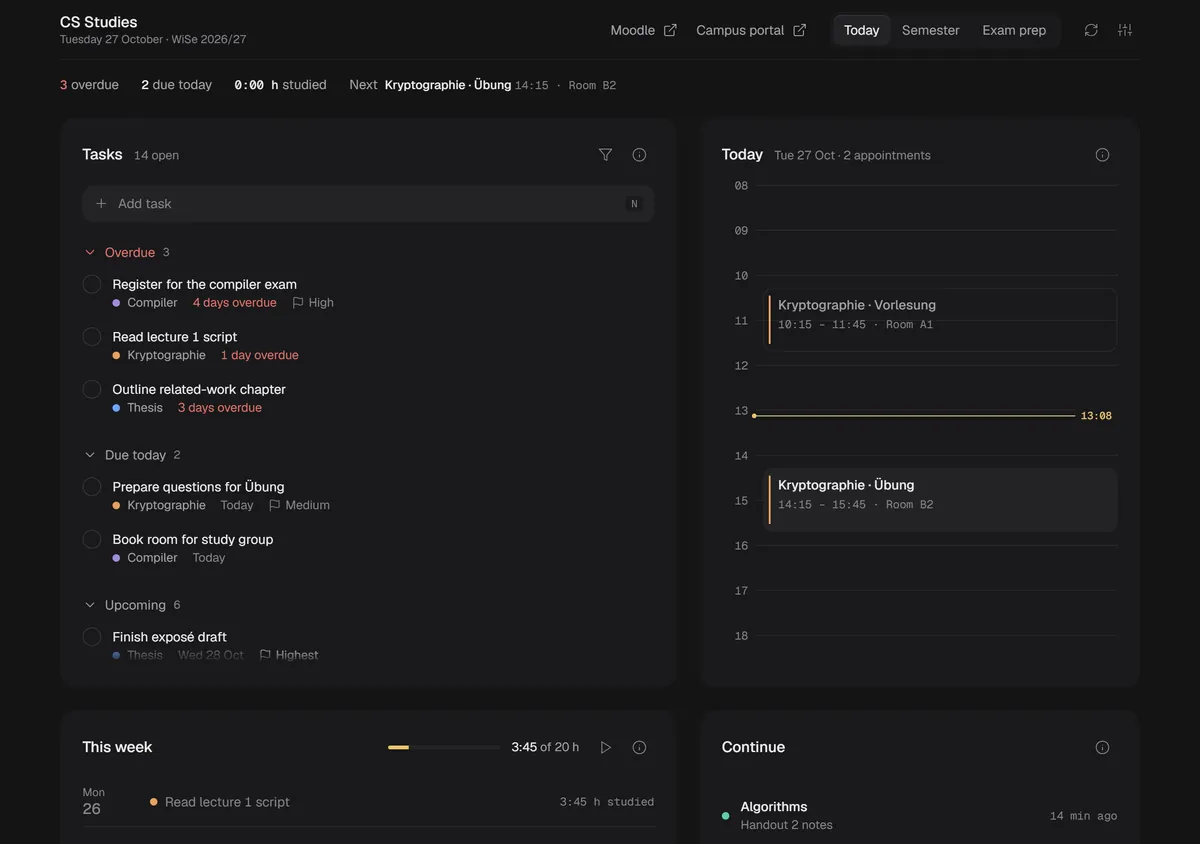 CS Studies
Tuesday 27 October · WiSe 2026/27
Moodle
Campus portal
Today
Semester
Exam prep
3 overdue
2 due today
0:00 h studied
Next Kryptographie · Übung 14:15 · Room B2
Tasks 14 open
Add task
N
Overdue 3
Register for the compiler exam
Compiler 4 days overdue High
Read lecture 1 script
Kryptographie 1 day overdue
Outline related-work chapter
Thesis 3 days overdue
Due today 2
Prepare questions for Übung
Kryptographie Today Medium
Book room for study group
Compiler Today
Upcoming 6
Finish exposé draft
Thesis Wed 28 Oct Highest
Today Tue 27 Oct · 2 appointments
08
09
10
Kryptographie · Vorlesung
11
10:15 – 11:45 · Room A1
12
13
13:08
14
Kryptographie · Übung
15
14:15 – 15:45 · Room B2
16
17
18
This week
3:45 of 20 h
Mon
26
Read lecture 1 script
3:45 h studied
Continue
Algorithms
Handout 2 notes
14 min ago